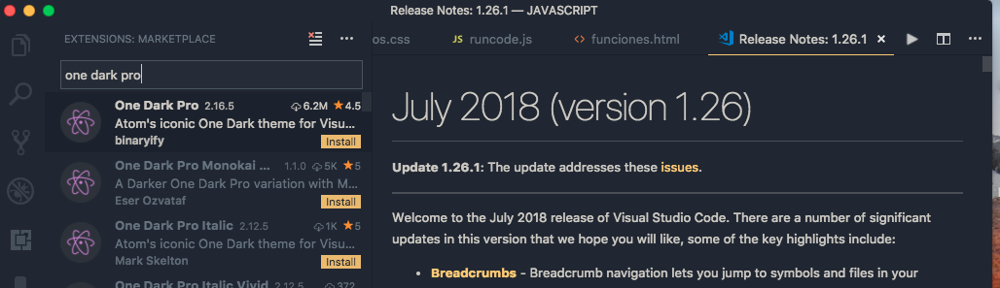 Release Notes: 1.26.1 — JAVASCRIPT
EXTENSIONS: MARKETPLACE
os.css
JS runcode.js
<> funciones.html
Release Notes: 1.26.1
one dark pro
One Dark Pro 2.16.5 6.2M ★4.5
Atom's iconic One Dark theme for Visu...
binaryify Install
One Dark Pro Monokai ... 1.1.0 5K ★5
A Darker One Dark Pro variation with M...
Eser Ozvataf Install
One Dark Pro Italic 2.12.5 1K ★5
Atom's iconic One Dark theme for Visu...
Mark Skelton Install
One Dark Pro Italic Vivid 2.12.5 372
July 2018 (version 1.26)
Update 1.26.1: The update addresses these issues.
Welcome to the July 2018 release of Visual Studio Code. There are a number of significant
updates in this version that we hope you will like, some of the key highlights include:
• Breadcrumbs - Breadcrumb navigation lets you jump to symbols and files in your